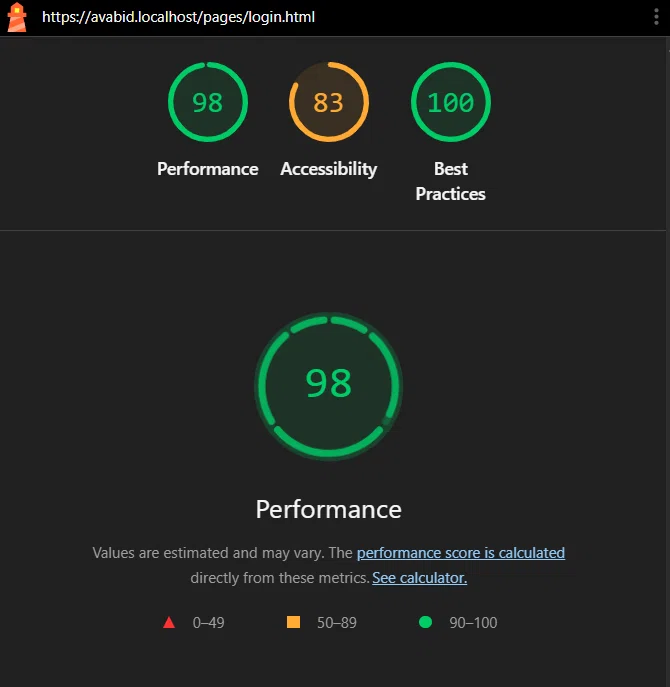 https://avabid.localhost/pages/login.html
98
83
100
Performance
Accessibility
Best
Practices
98
Performance
Values are estimated and may vary. The performance score is calculated
directly from these metrics. See calculator.
0–49
50–89
90–100